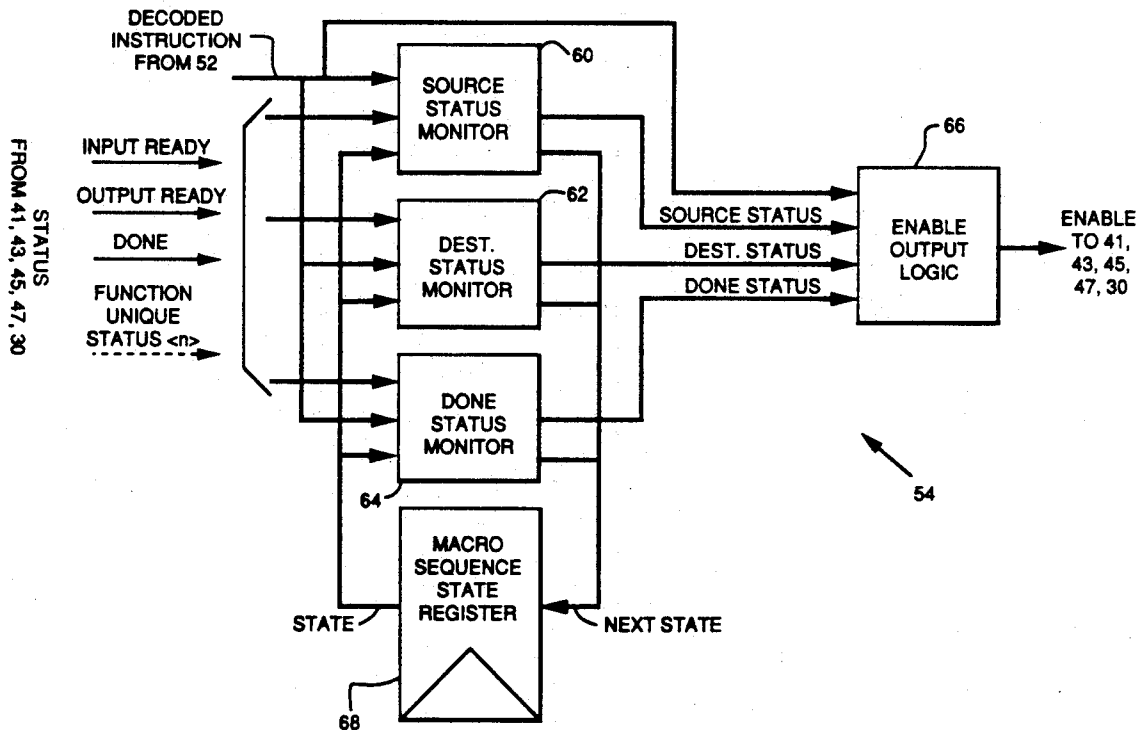 DECODED
INSTRUCTION
FROM 52
STATUS
FROM 41, 43, 45, 47, 30
INPUT READY
OUTPUT READY
DONE
FUNCTION
UNIQUE
STATUS <n>
60
SOURCE
STATUS
MONITOR
62
DEST.
STATUS
MONITOR
DONE
STATUS
MONITOR
64
MACRO
SEQUENCE
STATE
REGISTER
68
STATE
NEXT STATE
SOURCE STATUS
DEST. STATUS
DONE STATUS
66
ENABLE
OUTPUT
LOGIC
ENABLE
TO 41,
43, 45,
47, 30
54